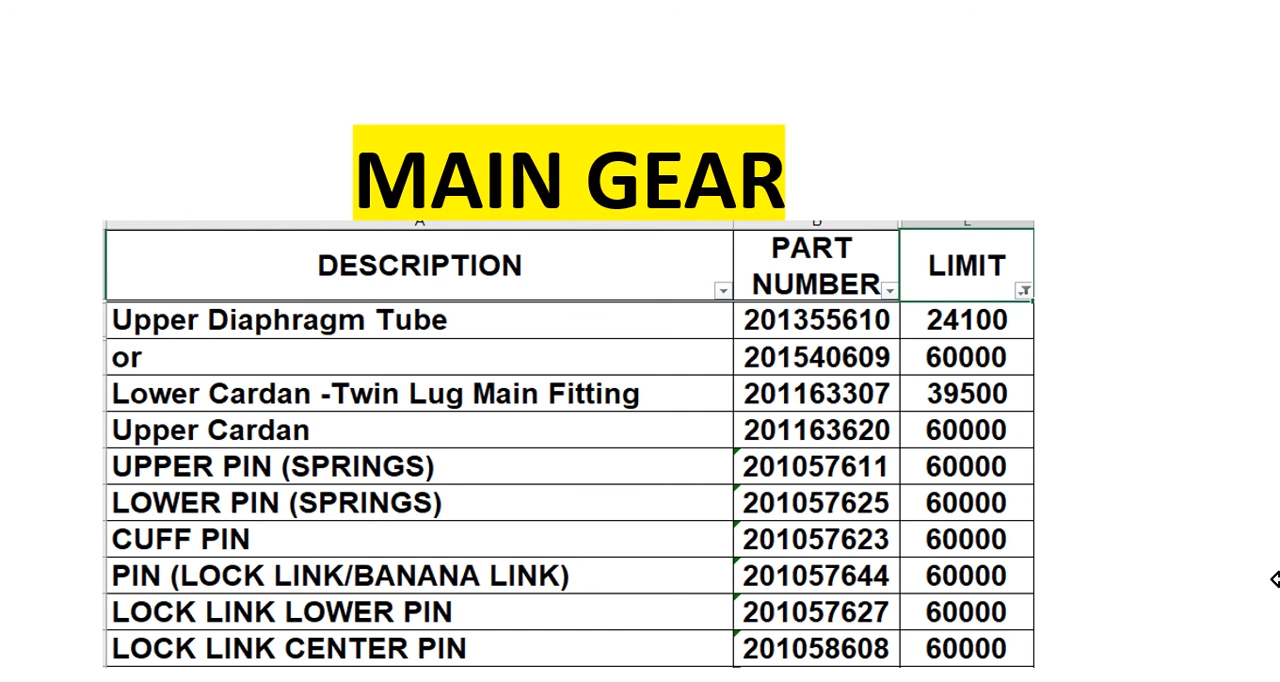 MAIN GEAR
DESCRIPTION PART NUMBER LIMIT
Upper Diaphragm Tube 201355610 24100
or 201540609 60000
Lower Cardan -Twin Lug Main Fitting 201163307 39500
Upper Cardan 201163620 60000
UPPER PIN (SPRINGS) 201057611 60000
LOWER PIN (SPRINGS) 201057625 60000
CUFF PIN 201057623 60000
PIN (LOCK LINK/BANANA LINK) 201057644 60000
LOCK LINK LOWER PIN 201057627 60000
LOCK LINK CENTER PIN 201058608 60000